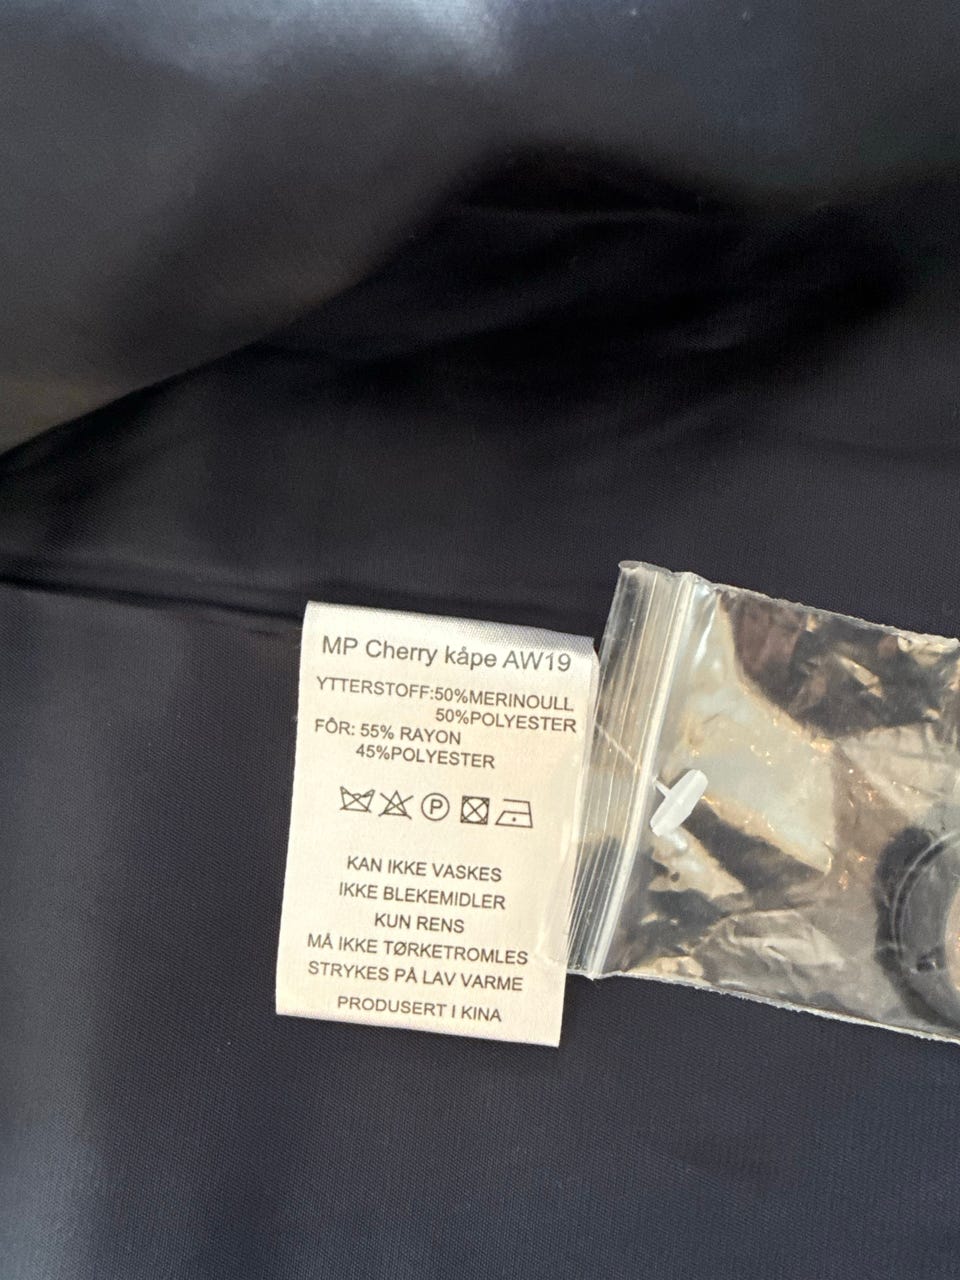 MP Cherry kåpe AW19
YTTERSTOFF:50%MERINOULL
50%POLYESTER
FÔR: 55% RAYON
45%POLYESTER
P
KAN IKKE VASKES
IKKE BLEKEMIDLER
KUN RENS
MÅ IKKE TØRKETROMLES
STRYKES PÅ LAV VARME
PRODUSERT I KINA